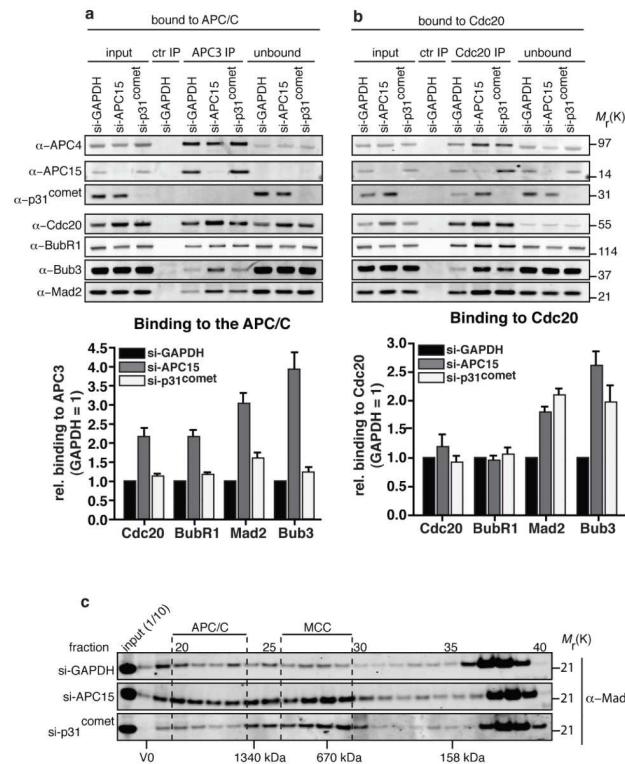 a
bound to APC/C
input ctr IP APC3 IP unbound
si-GAPDH
si-GAPDH
si-APC15
si-p31comet
si-GAPDH
si-APC15
si-p31comet
si-GAPDH
si-APC15
si-p31comet
α-APC4
α-APC15
α-p31comet
α-Cdc20
α-BubR1
α-Bub3
α-Mad2
b
bound to Cdc20
input ctr IP Cdc20 IP unbound
si-GAPDH
si-APC15
si-p31comet
si-GAPDH
si-GAPDH
si-APC15
si-p31comet
si-GAPDH
si-APC15
si-p31comet
Mr(K)
97
14
31
55
114
37
21
Binding to the APC/C
si-GAPDH
si-APC15
si-p31comet
rel. binding to APC3
(GAPDH = 1)
4.5
4.0
3.5
3.0
2.5
2.0
1.5
1.0
0.5
0.0
Cdc20 BubR1 Mad2 Bub3
Binding to Cdc20
si-GAPDH
si-APC15
si-p31comet
rel. binding to Cdc20
(GAPDH = 1)
3.0
2.5
2.0
1.5
1.0
0.5
0.0
Cdc20 BubR1 Mad2 Bub3
c
input (1/10)
APC/C MCC
fraction 20 25 30 35 40 Mr(K)
si-GAPDH 21
si-APC15 21 α-Mad
si-p31comet 21
V0 1340 kDa 670 kDa 158 kDa